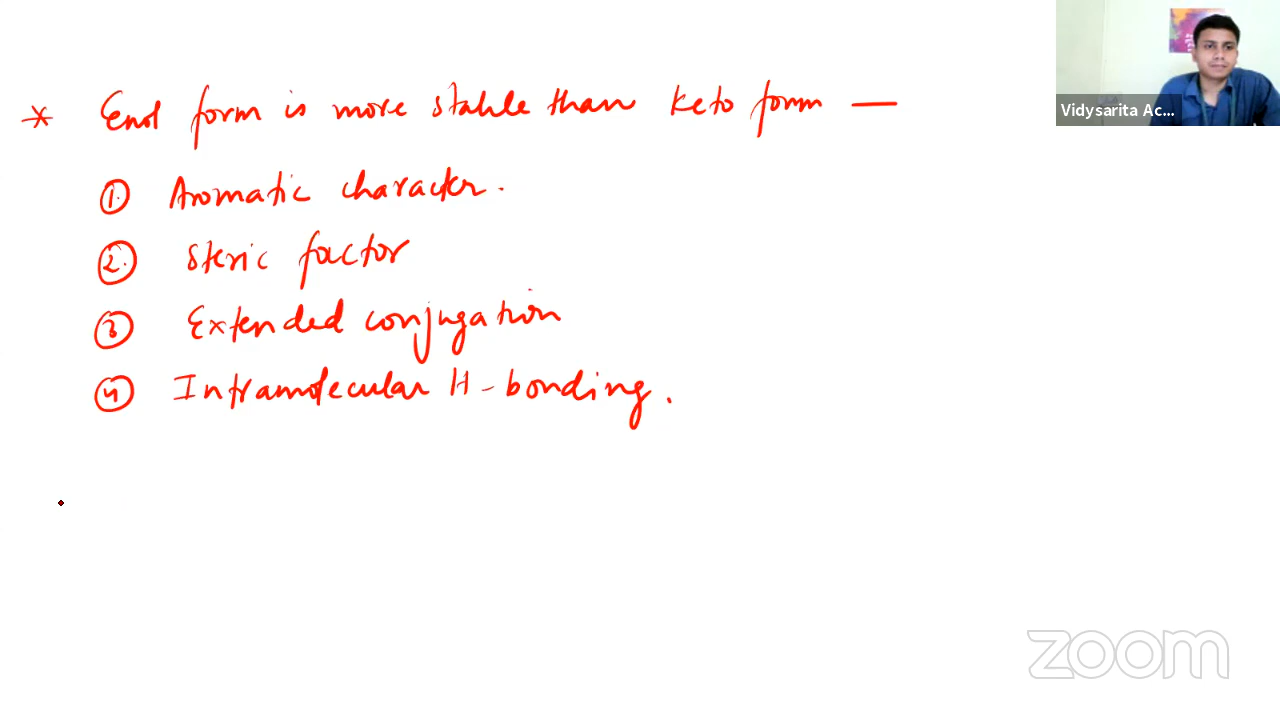 * Enol form is more stable than keto form —
① Aromatic character.
② Steric factor
③ Extended conjugation
④ Intramolecular H-bonding.
Vidysarita Ac...
zoom